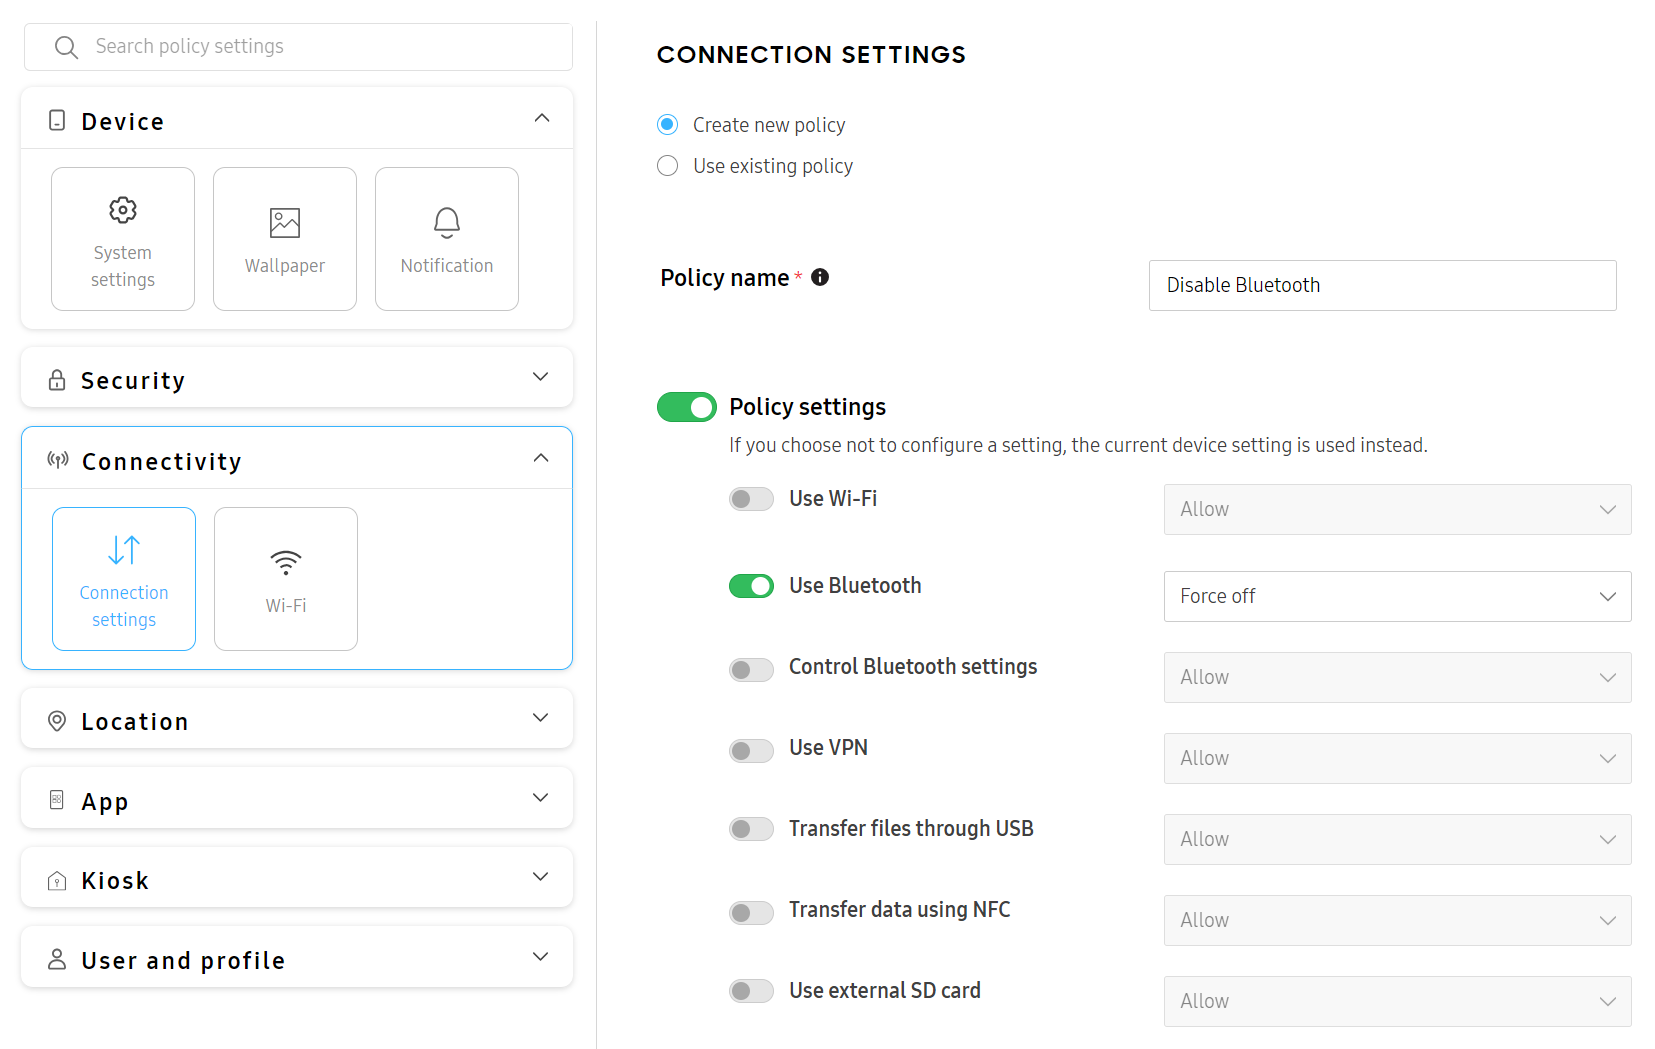 Search policy settings
Device
System
settings
Wallpaper
Notification
Security
Connectivity
Connection
settings
Wi-Fi
Location
App
Kiosk
User and profile
CONNECTION SETTINGS
Create new policy
Use existing policy
Policy name *
Disable Bluetooth
Policy settings
If you choose not to configure a setting, the current device setting is used instead.
Use Wi-Fi
Allow
Use Bluetooth
Force off
Control Bluetooth settings
Allow
Use VPN
Allow
Transfer files through USB
Allow
Transfer data using NFC
Allow
Use external SD card
Allow